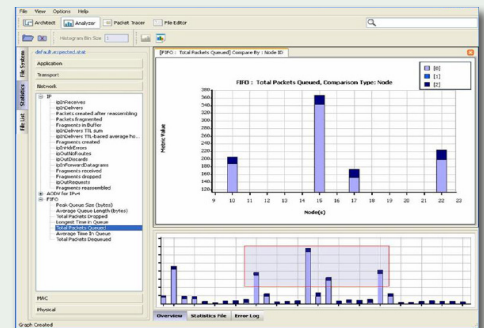 File View Options Help
Architect Analyzer Packet Tracer File Editor
Histogram Bin Size 1
default.expected.stat
File System
Statistics
File List
Application
Transport
Network
IP
ipInReceives
ipInDelivers
Packets created after reassembling
Packets fragmented
Fragments in Buffer
ipInDelivers TTL sum
ipInDelivers TTL-based average ho...
Fragments created
ipInHdrErrors
ipOutNoRoutes
ipOutDiscards
ipInForwardDatagrams
Fragments received
Fragments dropped
ipOutRequests
Fragments reassembled
AODV for IPv4
FIFO
Peak Queue Size (bytes)
Average Queue Length (bytes)
Total Packets Dropped
Longest Time in Queue
Total Packets Queued
Average Time In Queue
Total Packets Dequeued
MAC
Physical
[FIFO : Total Packets Queued] Compare By : Node ID
[0]
[1]
[2]
FIFO : Total Packets Queued, Comparison Type: Node
Metric Value
380
360
340
320
300
280
260
240
220
200
180
160
140
120
9 10 11 12 13 14 15 16 17 18 19 20 21 22 23
Node(s)
Overview Statistics File Error Log
Graph Created